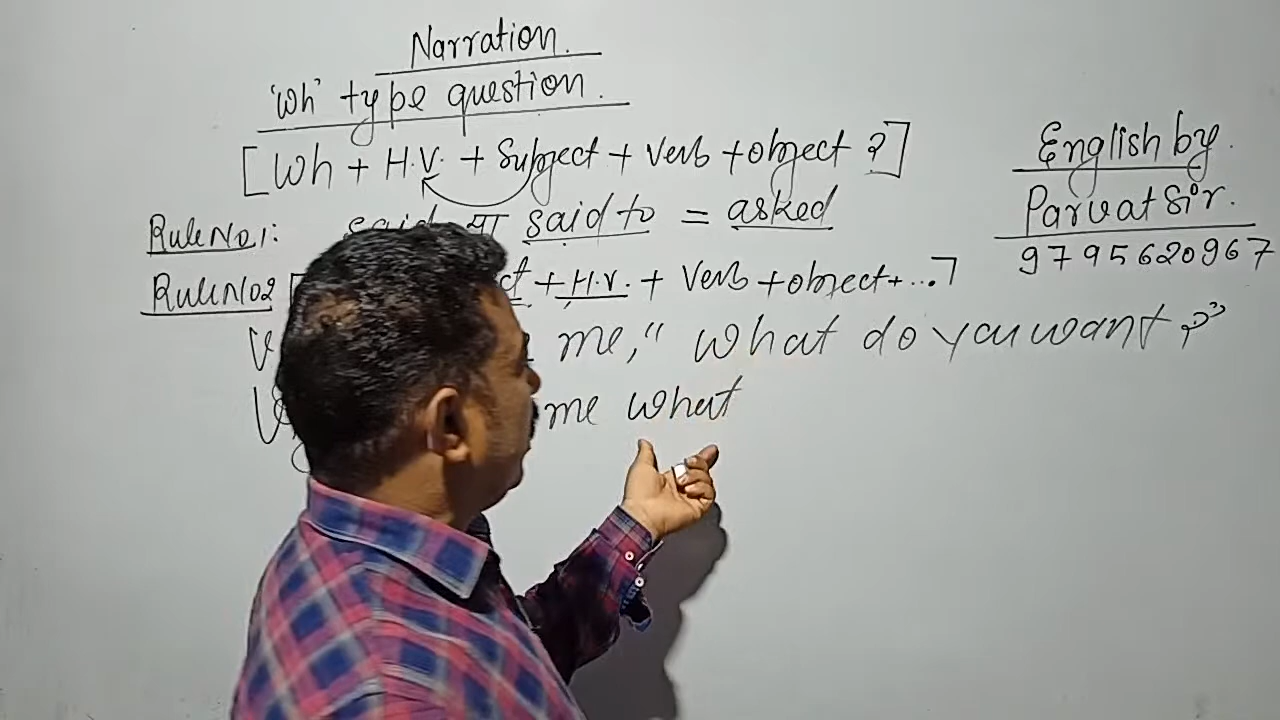 Narration.
'Wh' type question.
[Wh + H.V. + Subject + Verb + object ?]
English by
Parvat Sir.
9795620967
Rule No 1: said या said to = asked
Rule No 2 [ + H.V. + Verb + object + ...]
me, " what do you want ?"
me what